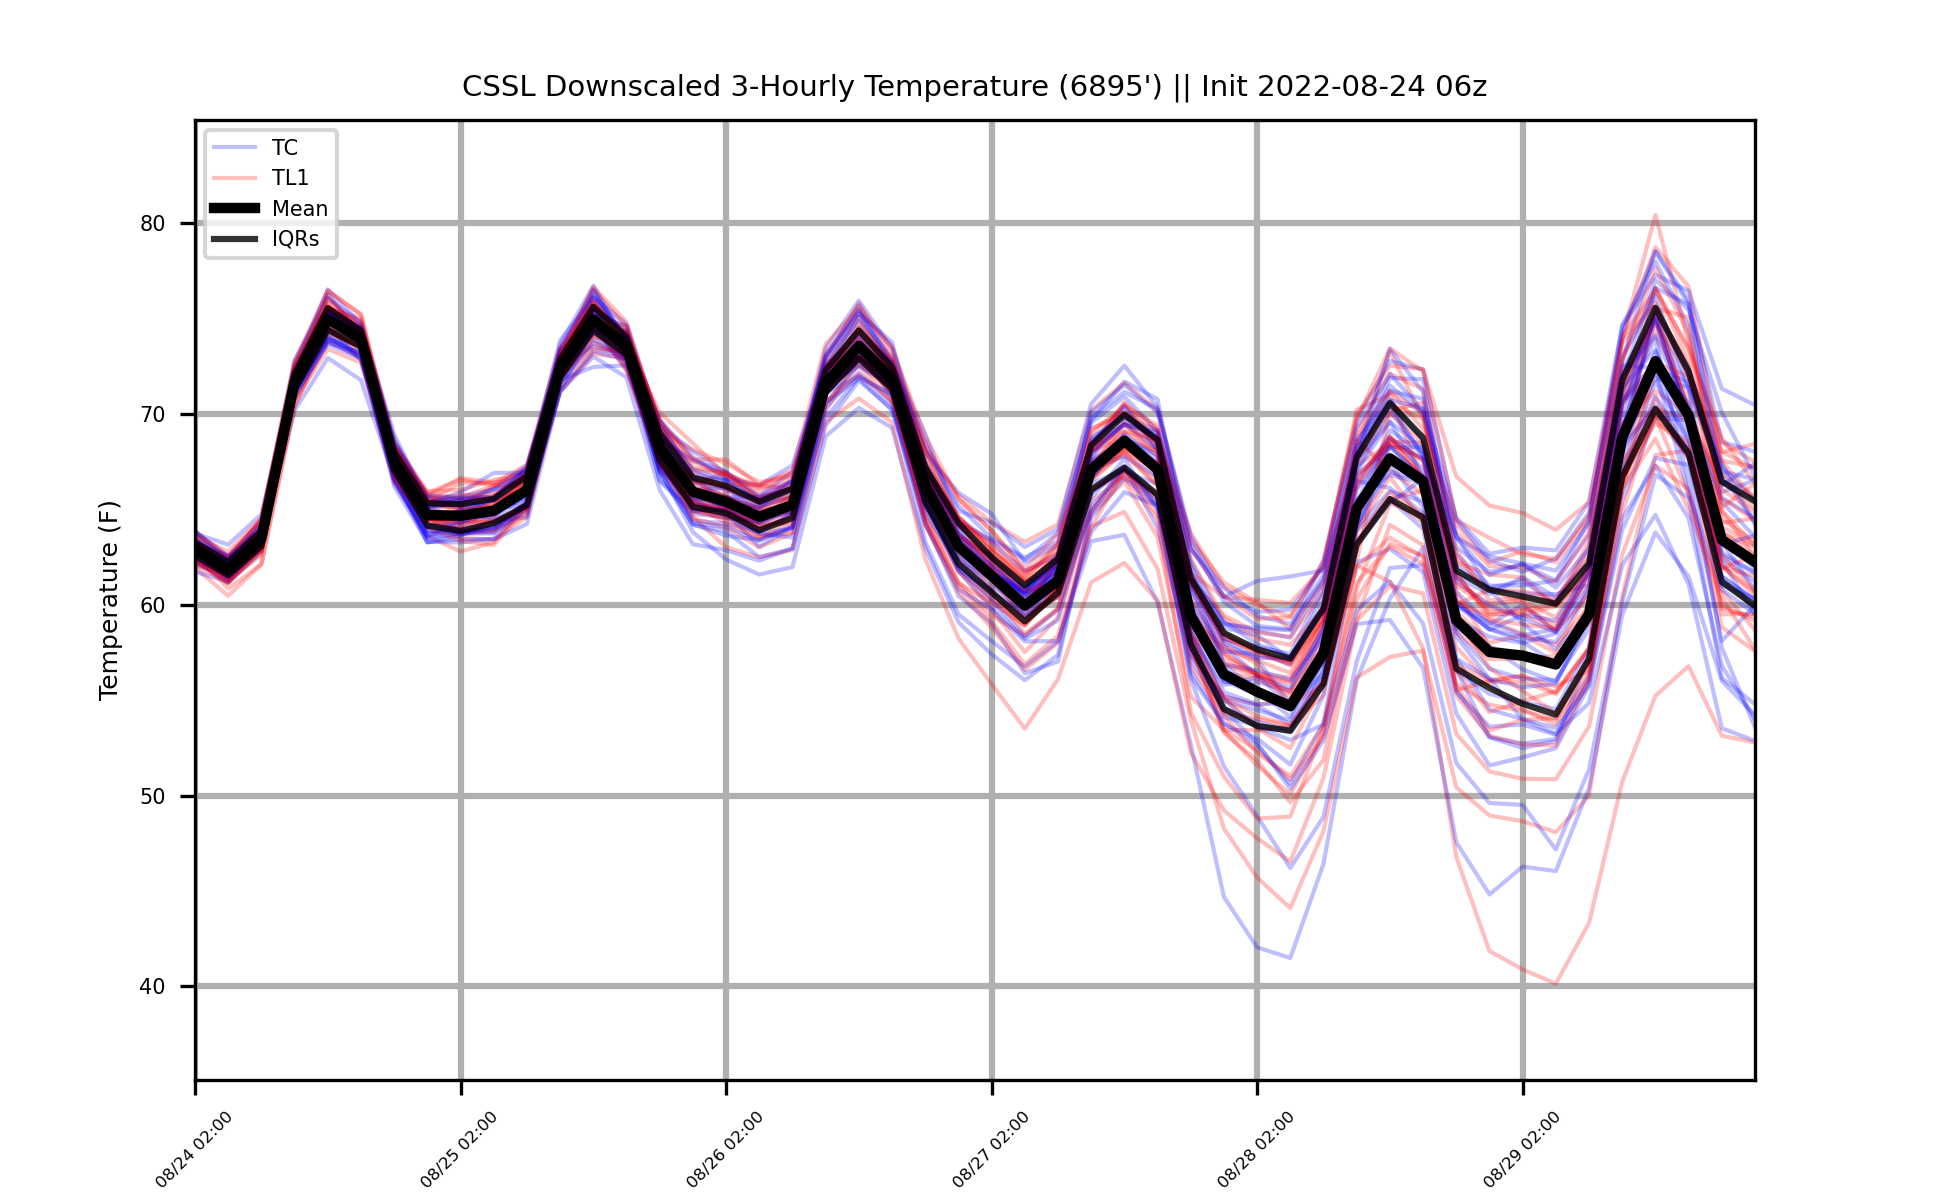 CSSL Downscaled 3-Hourly Temperature (6895') || Init 2022-08-24 06z
TC
TL1
Mean
IQRs
Temperature (F)
80
70
60
50
40
08/24 02:00
08/25 02:00
08/26 02:00
08/27 02:00
08/28 02:00
08/29 02:00